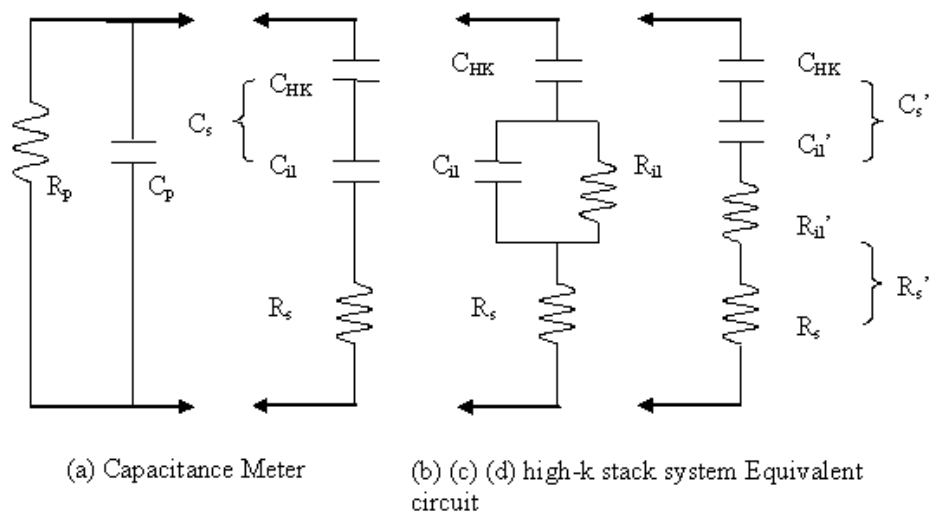 R_p
C_p
C_HK
C_s
C_il
R_s
C_HK
C_il
R_il
R_s
C_HK
C_s’
C_il’
R_il’
R_s’
R_s
(a) Capacitance Meter
(b) (c) (d) high-k stack system Equivalent
circuit